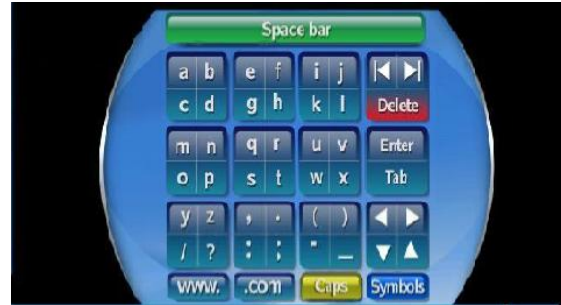 Space bar
a b e f i j
c d g h k l Delete
m n q r u v Enter
o p s t w x Tab
y z , . ( )
/ ? : ; " _
www. .com Caps Symbols